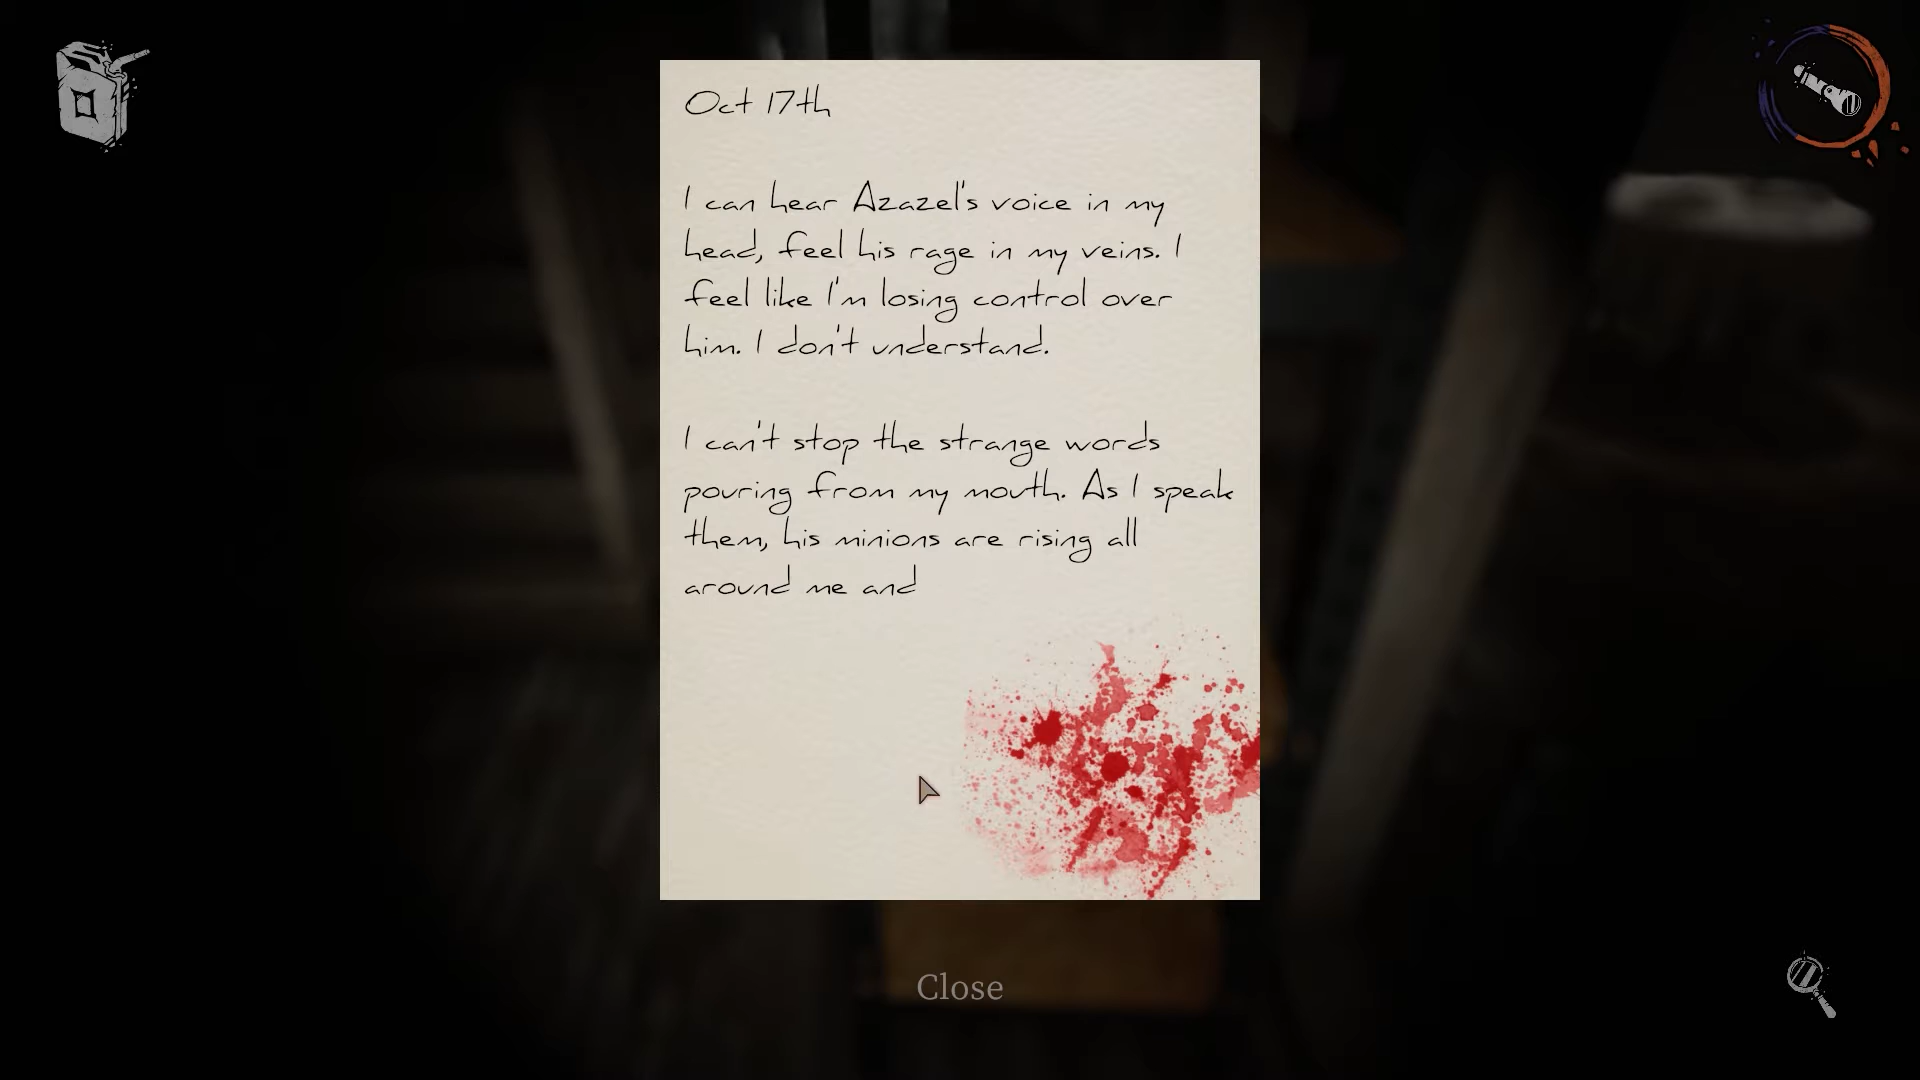 Oct 17th
I can hear Azazel's voice in my
head, feel his rage in my veins. I
feel like I'm losing control over
him. I don't understand.
I can't stop the strange words
pouring from my mouth. As I speak
them, his minions are rising all
around me and
Close